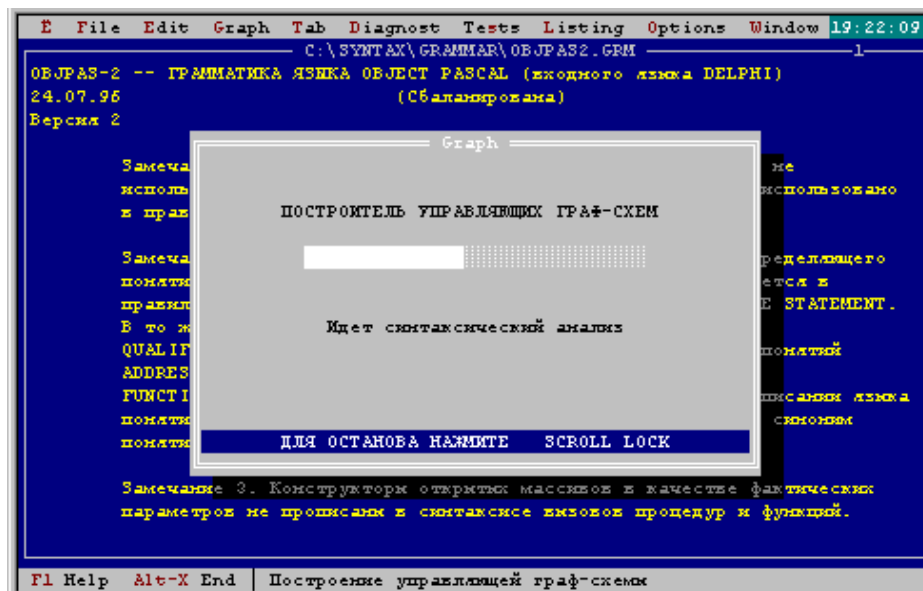 Ё File Edit Graph Tab Diagnost Tests Listing Options Window 19:22:09
C:\SYNTAX\GRAMMAR\OBJPAS2.GRM 1
OBJPAS-2 -- ГРАММАТИКА ЯЗЫКА OBJECT PASCAL (входного языка DELPHI)
24.07.96 (Сбалансирована)
Версия 2
Graph
Замеча не
исполь использовано
в прав ПОСТРОИТЕЛЬ УПРАВЛЯЮЩИХ ГРАФ-СХЕМ
Замеча ределяющего
поняти ется в
правил E STATEMENT.
В то ж Идет синтаксический анализ
QUALIF понятий
ADDRES
FUNCTI писании языка
поняти синоним
поняти ДЛЯ ОСТАНОВА НАЖМИТЕ SCROLL LOCK
Замечание 3. Конструкторы открытых массивов в качестве фактических
параметров не прописаны в синтаксисе вызовов процедур и функций.
F1 Help Alt-X End Построение управляющей граф-схемы